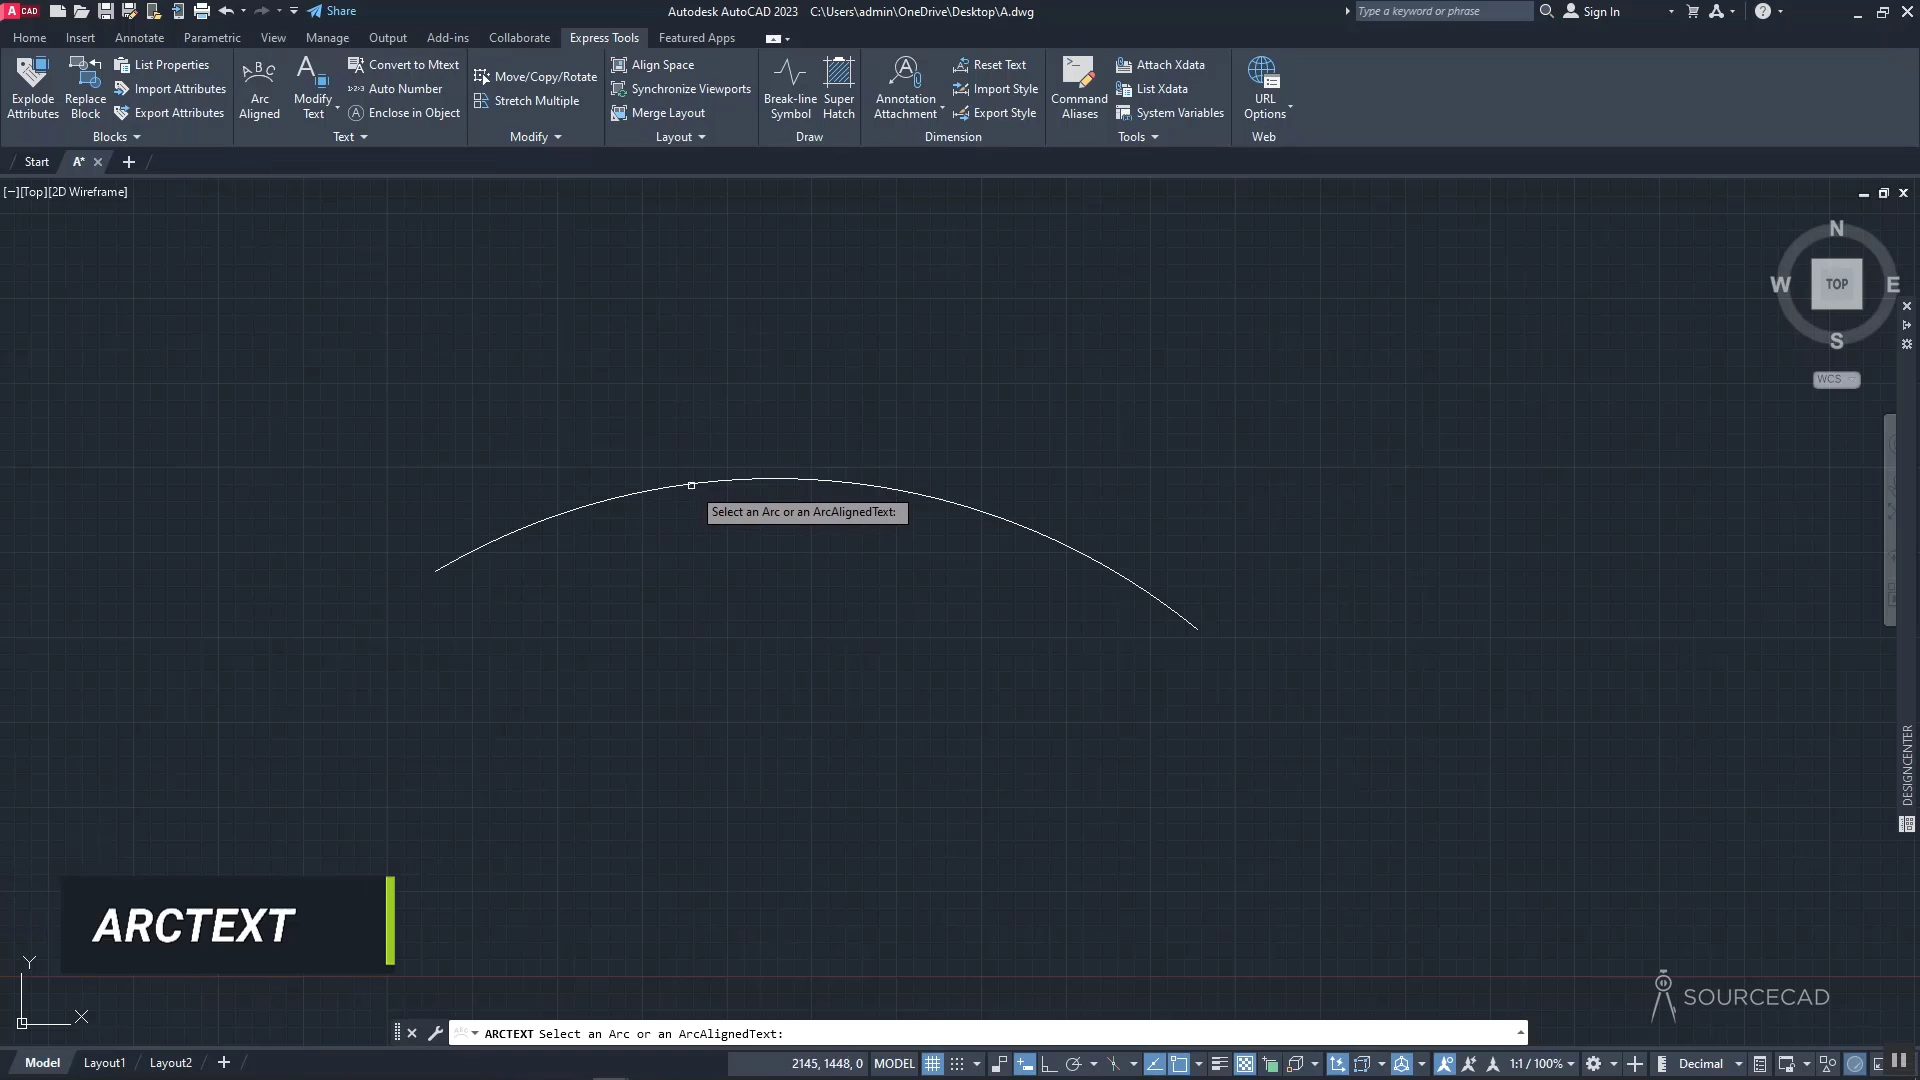 CAD
Share
Autodesk AutoCAD 2023 C:\Users\admin\OneDrive\Desktop\A.dwg
Type a keyword or phrase
Sign In
Home Insert Annotate Parametric View Manage Output Add-ins Collaborate Express Tools Featured Apps
Explode Attributes
Replace Block
List Properties
Import Attributes
Export Attributes
Blocks
Arc Aligned
Modify Text
Convert to Mtext
Auto Number
Enclose in Object
Text
Move/Copy/Rotate
Stretch Multiple
Modify
Align Space
Synchronize Viewports
Merge Layout
Layout
Break-line Symbol
Super Hatch
Draw
Annotation Attachment
Reset Text
Import Style
Export Style
Dimension
Command Aliases
Attach Xdata
List Xdata
System Variables
Tools
URL Options
Web
Start
A*
[−][Top][2D Wireframe]
N
W TOP E
S
WCS
Select an Arc or an ArcAlignedText:
DESIGNCENTER
ARCTEXT
Y
X
SOURCECAD
ARCTEXT Select an Arc or an ArcAlignedText:
Model Layout1 Layout2 +
2145, 1448, 0 MODEL
1:1 / 100%
Decimal